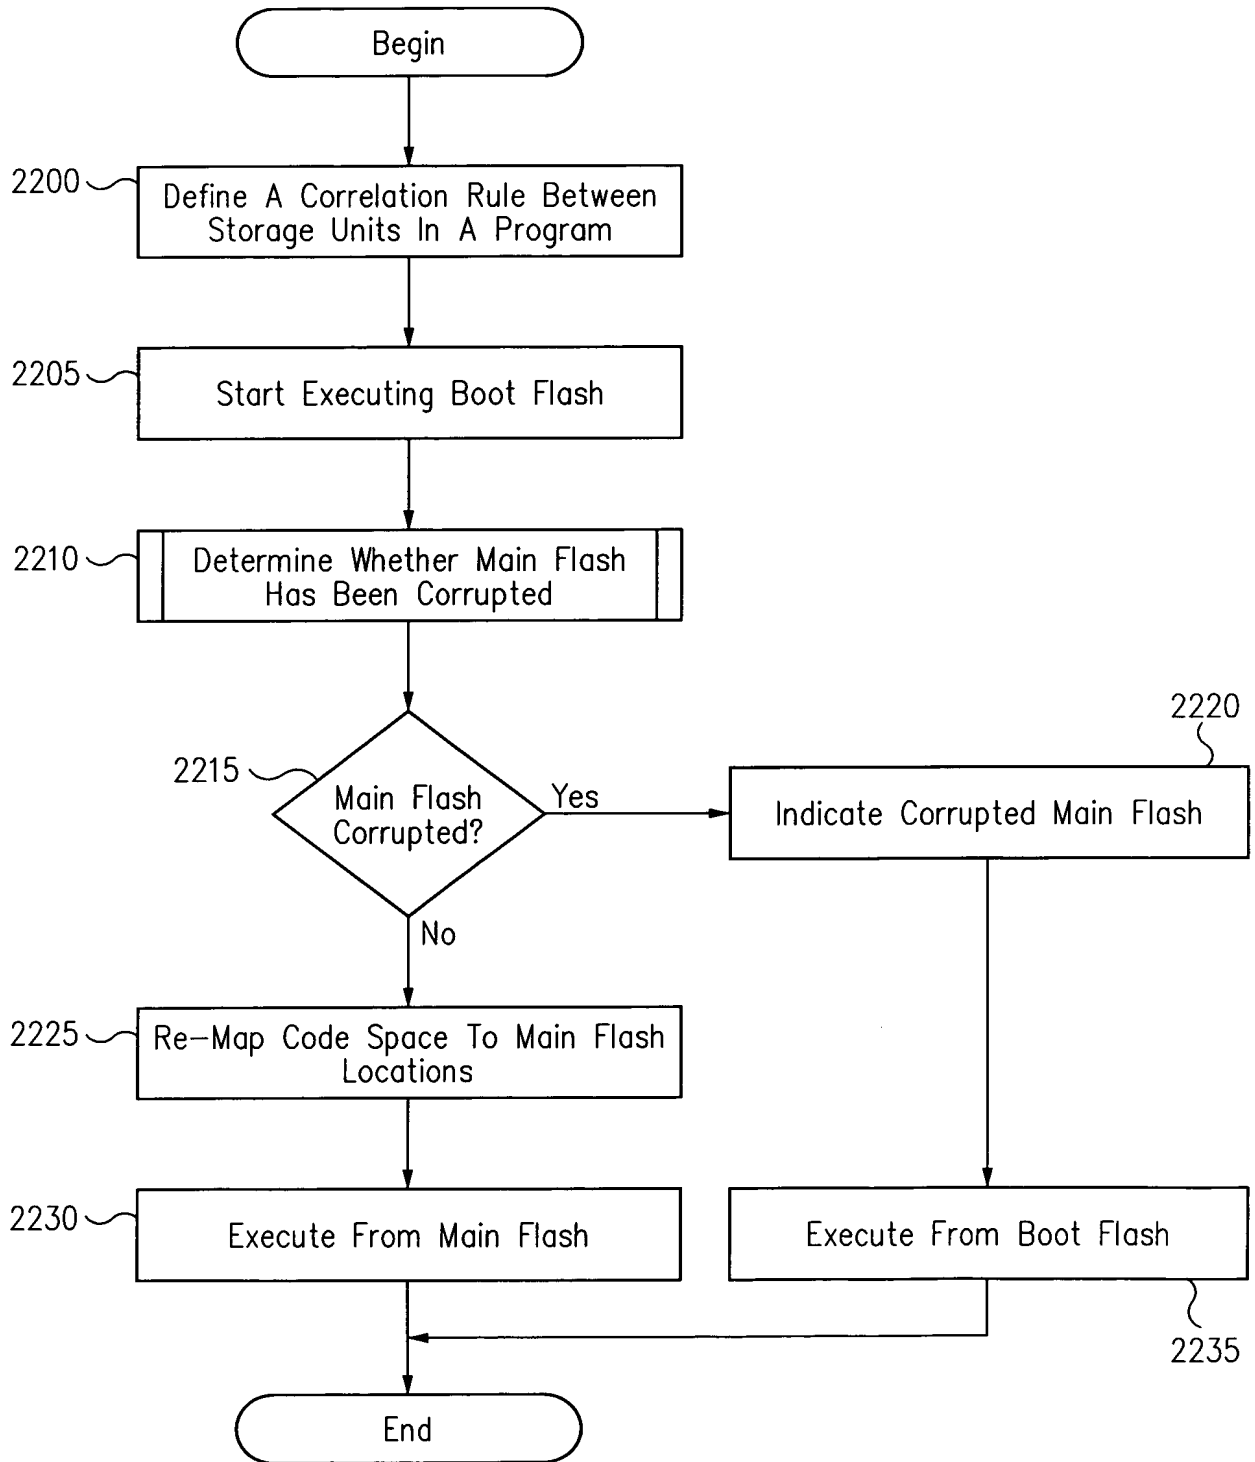 Begin
2200
Define A Correlation Rule Between
Storage Units In A Program
2205
Start Executing Boot Flash
2210
Determine Whether Main Flash
Has Been Corrupted
2215
Main Flash
Corrupted?
Yes
2220
Indicate Corrupted Main Flash
No
2225
Re-Map Code Space To Main Flash
Locations
2230
Execute From Main Flash
Execute From Boot Flash
2235
End